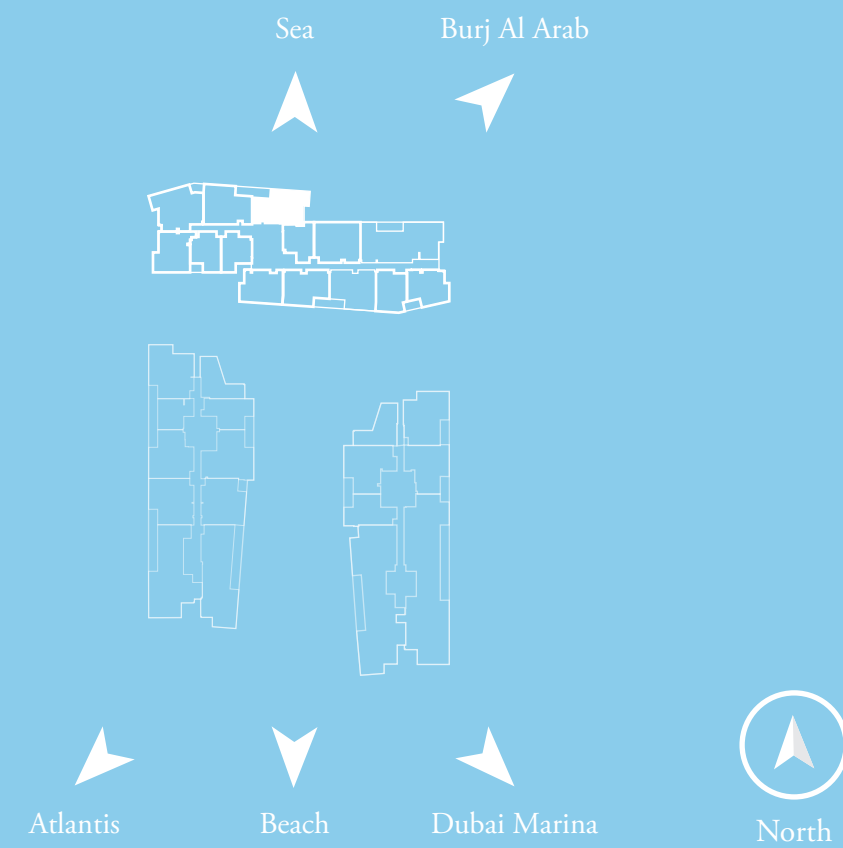 Sea
Burj Al Arab
Atlantis
Beach
Dubai Marina
North